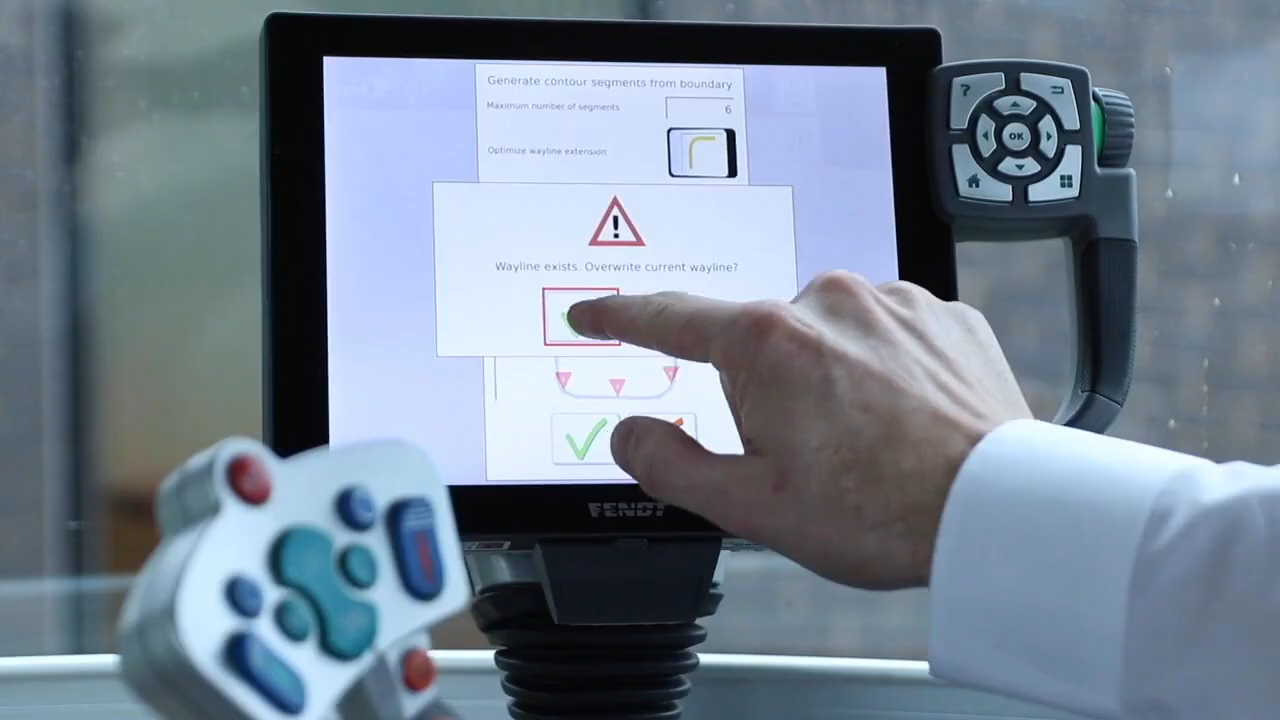 Generate contour segments from boundary
Maximum number of segments
6
Optimize wayline extension
Wayline exists. Overwrite current wayline?
FENDT
?
OK